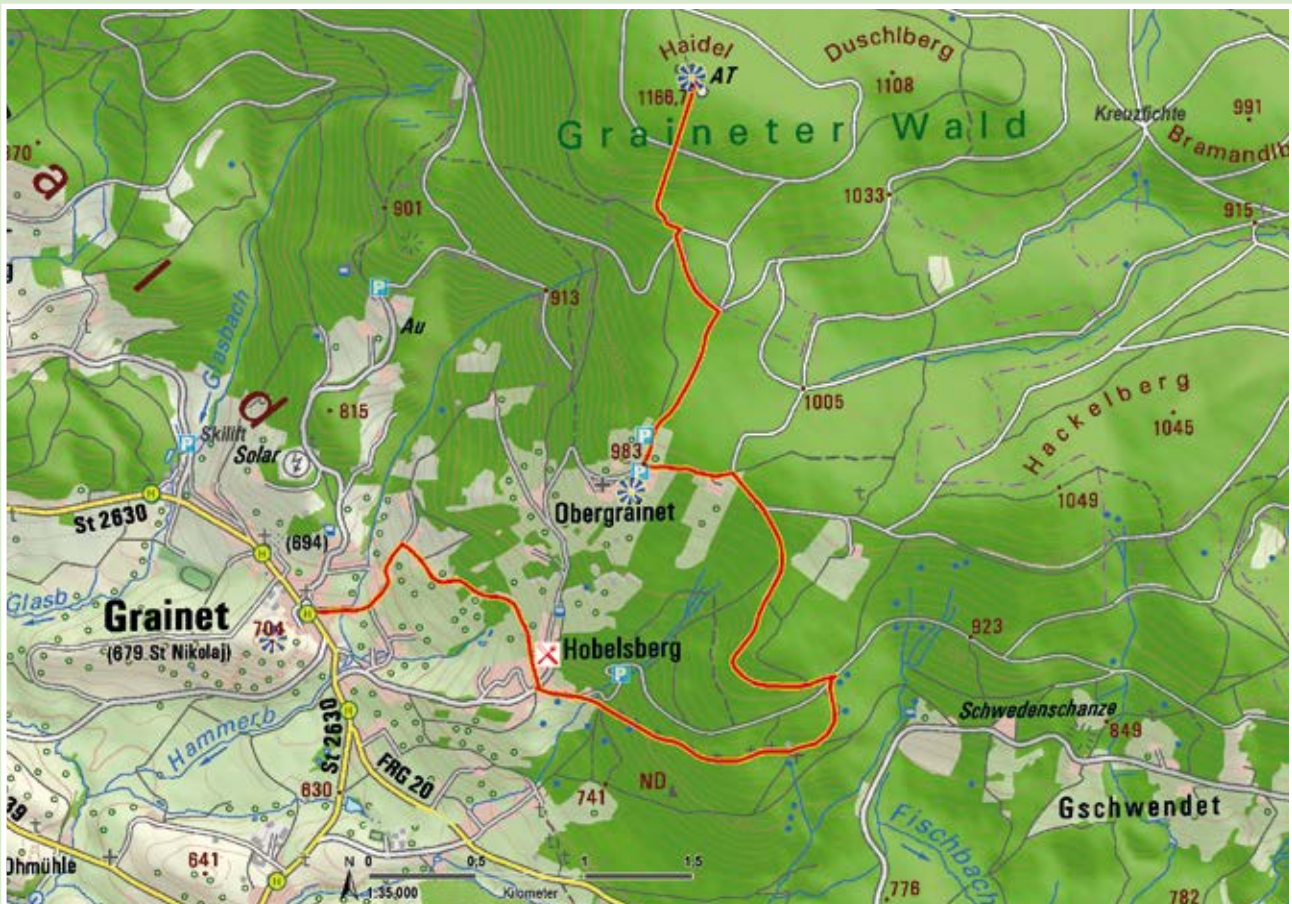 Haidel
AT
1166,7
Duschlberg
1108
Graineter Wald
Kreuzfichte
991
Bramandlb
915
1033
870
a
l
d
901
913
Au
Glasbach
815
Skilift
Solar
P
P
P
P
P
1005
Hackelberg
1045
1049
983
Obergrainet
St 2630
H
H
H
H
H
(694)
Glasb
Grainet
704
(679 St Nikolaj)
Hobelsberg
923
Schwedenschanze
849
Gschwendet
Hammerb
St 2630
FRG 20
630
741
ND
Fischbach
776
782
39
Ohmühle
641
N
0
0,5
1
1,5
1:35,000
Kilometer